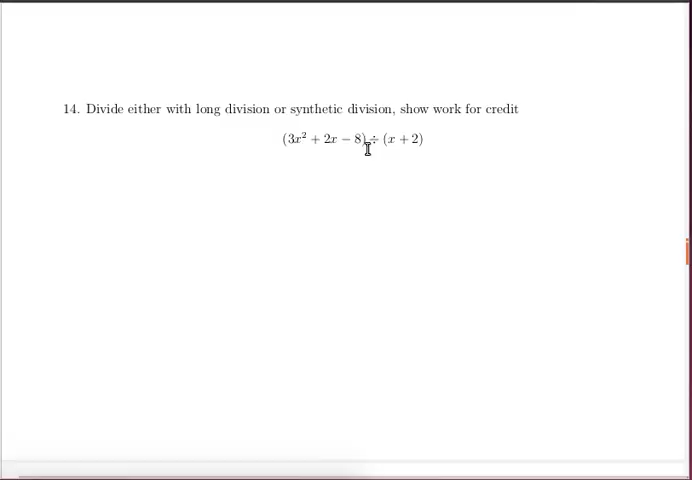 14. Divide either with long division or synthetic division, show work for credit
(3x² + 2x − 8) ÷ (x + 2)